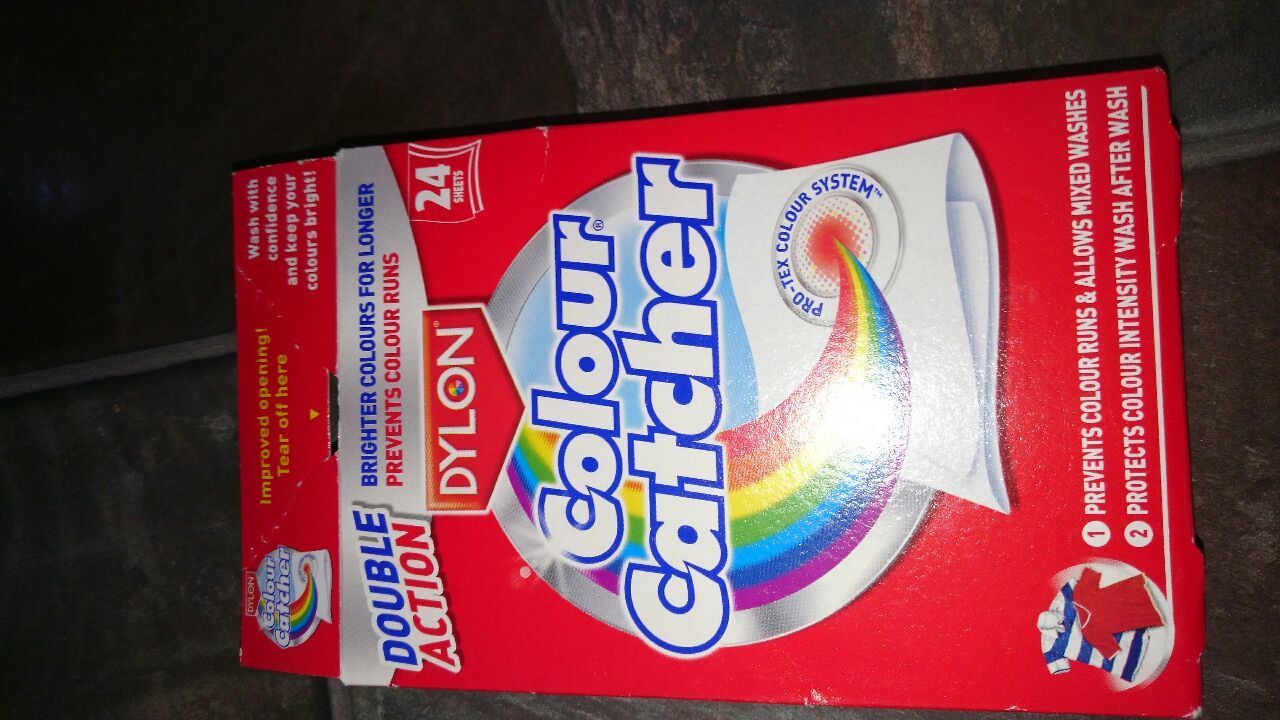 DYLON
Colour
Catcher
Improved opening!
Tear off here
Wash with
confidence
and keep your
colours bright!
DOUBLE
ACTION
BRIGHTER COLOURS FOR LONGER
PREVENTS COLOUR RUNS
24
SHEETS
DYLON®
Colour®
Catcher
PRO-TEX COLOUR SYSTEM™
1 PREVENTS COLOUR RUNS & ALLOWS MIXED WASHES
2 PROTECTS COLOUR INTENSITY WASH AFTER WASH